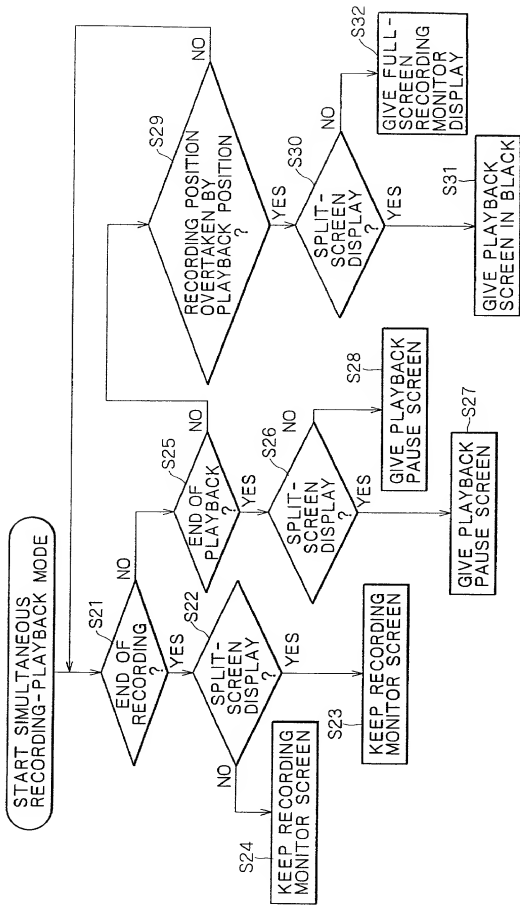 START SIMULTANEOUS
RECORDING-PLAYBACK MODE
S21
END OF
RECORDING
?
NO
YES
S22
SPLIT-
SCREEN
DISPLAY
?
NO
YES
S23
KEEP RECORDING
MONITOR SCREEN
S24
KEEP RECORDING
MONITOR SCREEN
S25
END OF
PLAYBACK
?
NO
YES
S26
SPLIT-
SCREEN
DISPLAY
?
NO
YES
S28
GIVE PLAYBACK
PAUSE SCREEN
S27
GIVE PLAYBACK
PAUSE SCREEN
S29
RECORDING POSITION
OVERTAKEN BY
PLAYBACK POSITION
?
NO
YES
S30
SPLIT-
SCREEN
DISPLAY
?
NO
YES
S32
GIVE FULL-
SCREEN
RECORDING
MONITOR
DISPLAY
S31
GIVE PLAYBACK
SCREEN IN BLACK